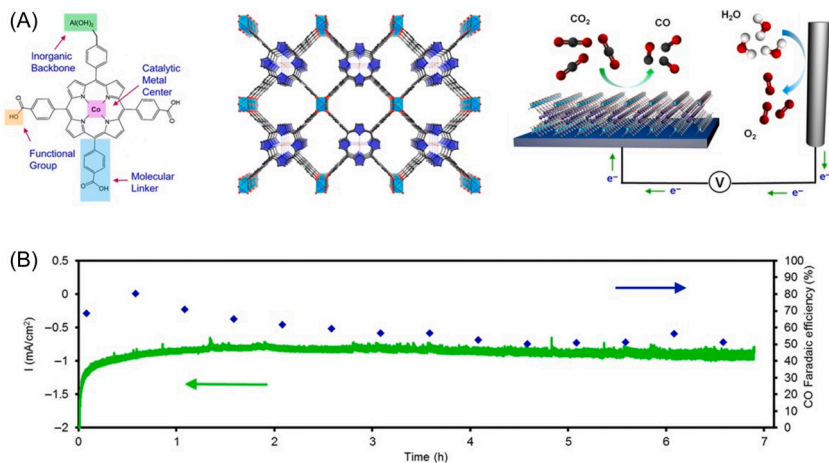 (A)
Al(OH)₂
Inorganic
Backbone
Catalytic
Metal
Center
Co
N
N
N
N
O
HO
O
OH
Functional
Group
O
OH
Molecular
Linker
CO₂
CO
H₂O
O₂
e⁻
e⁻
V
e⁻
e⁻
(B)
I (mA/cm²)
0.5
0
−0.5
−1
−1.5
−2
0
1
2
3
4
5
6
7
Time (h)
100
90
80
70
60
50
40
30
20
10
0
CO Faradaic efficiency (%)